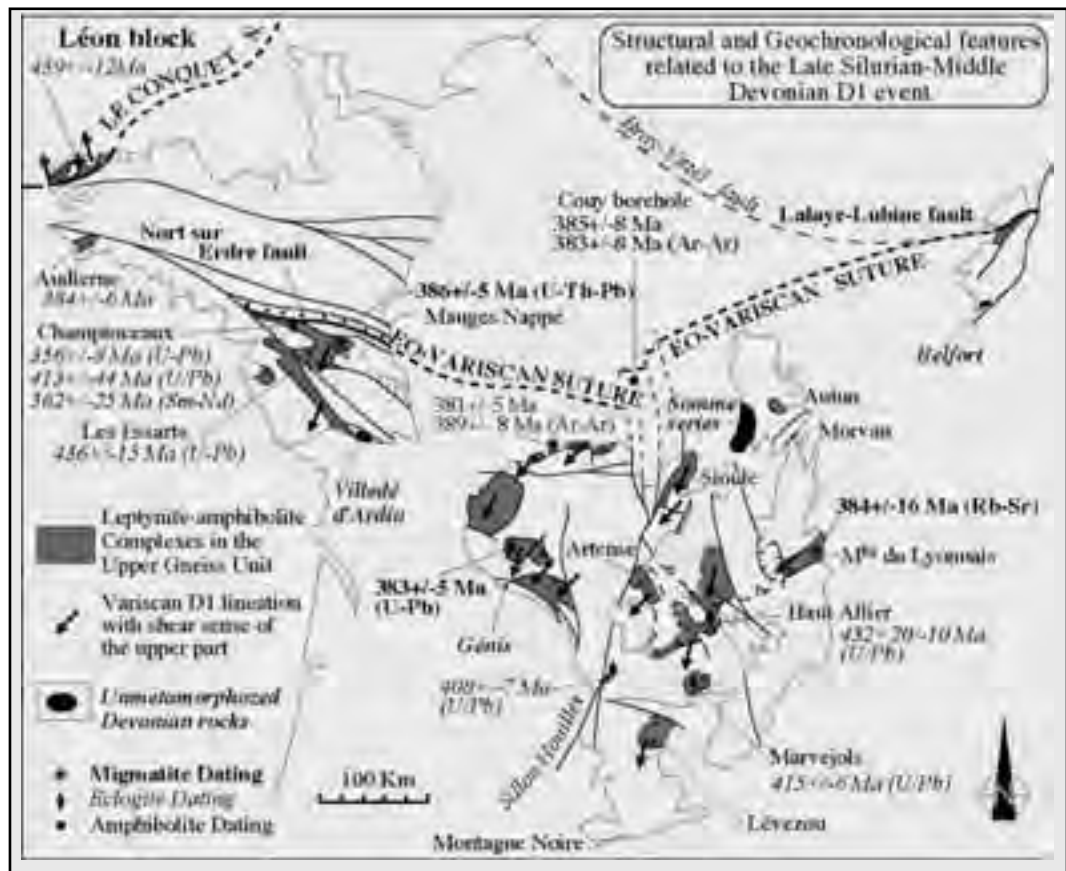 Léon block
439+/-12Ma
LE CONQUET
Structural and Geochronological features
related to the Late Silurian-Middle
Devonian D1 event
Bray-Vittel fault
Couy borehole
385+/-8 Ma
383+/-8 Ma (Ar-Ar)
Lalaye-Lubine fault
Nort sur
Erdre fault
Audierne
384+/-6 Ma
386+/-5 Ma (U-Th-Pb)
Mauges Nappe
EO-VARISCAN SUTURE
EO-VARISCAN SUTURE
Belfort
Champtoceaux
356+/-8 Ma (U-Pb)
413+/-44 Ma (U/Pb)
362+/-25 Ma (Sm-Nd)
Les Essarts
436+/-15 Ma (U-Pb)
381+/-5 Ma
389+/-8 Ma (Ar-Ar)
Somme
series
Autun
Morvan
Sioule
Villedé
d'Ardin
384+/-16 Ma (Rb-Sr)
Mts du Lyonnais
Leptynite-amphibolite
Complexes in the
Upper Gneiss Unit
Artense
383+/-5 Ma
(U-Pb)
Variscan D1 lineation
with shear sense of
the upper part
Génis
Haut Allier
432+20/-10 Ma
(U/Pb)
408+/-7 Ma
(U/Pb)
Unmetamorphozed
Devonian rocks
Sillon Houiller
Marvejols
415+/-6 Ma (U/Pb)
Migmatite Dating
Eclogite Dating
Amphibolite Dating
100 Km
Lévezou
Montagne Noire